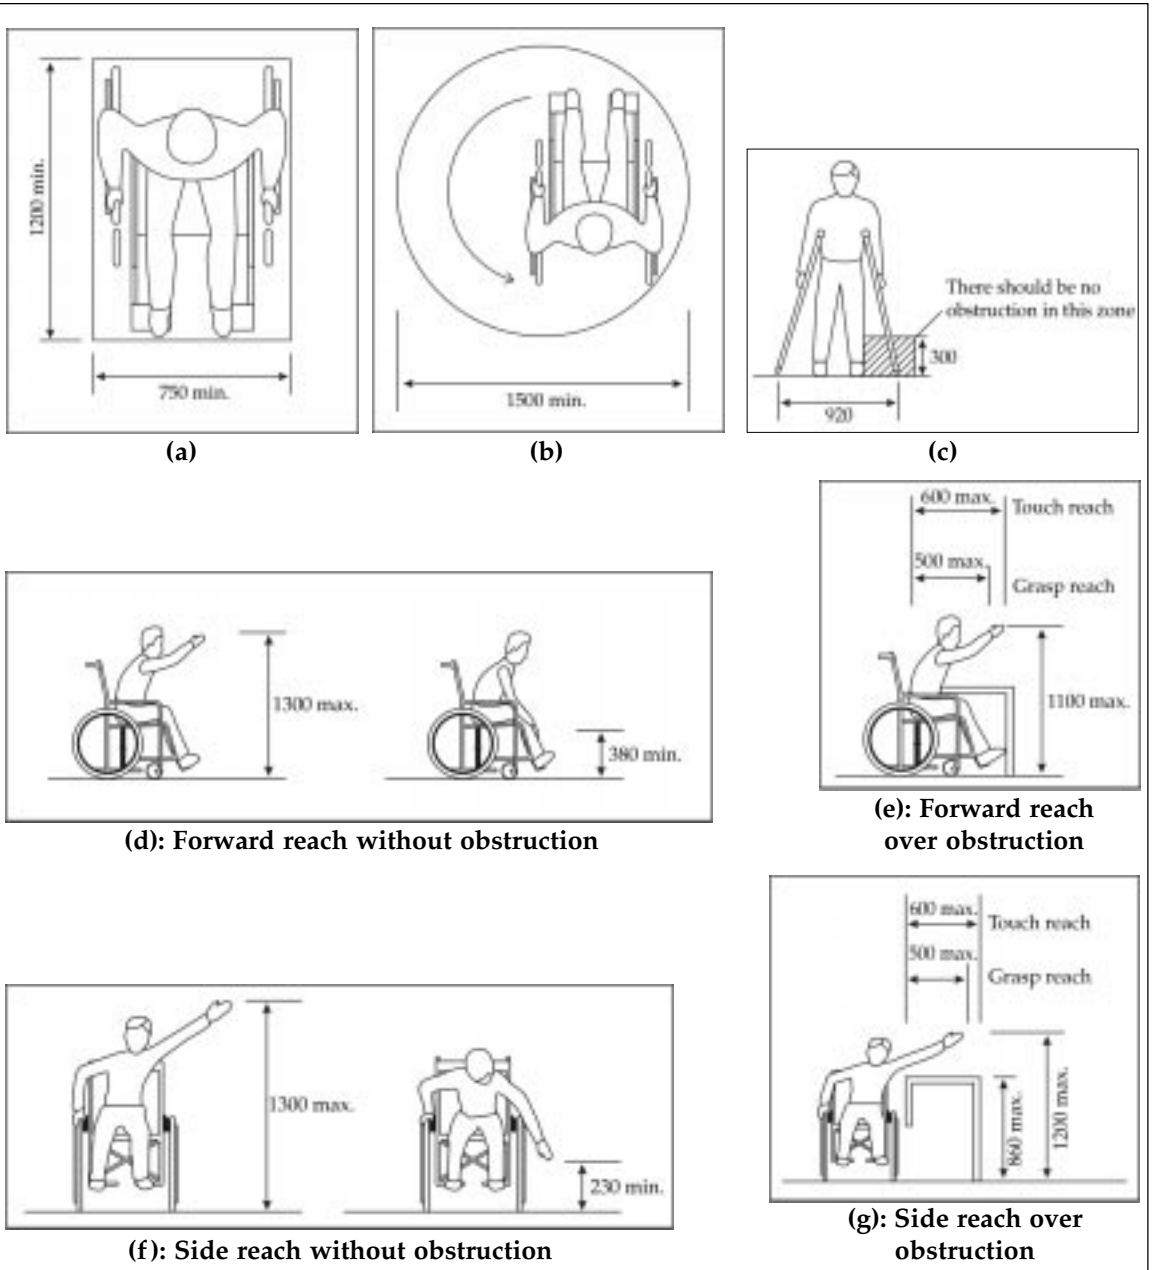 1200 min.
750 min.
(a)
1500 min.
(b)
There should be no
obstruction in this zone
300
920
(c)
1300 max.
380 min.
(d): Forward reach without obstruction
600 max.
Touch reach
500 max.
Grasp reach
1100 max.
(e): Forward reach
over obstruction
1300 max.
230 min.
(f): Side reach without obstruction
600 max.
Touch reach
500 max.
Grasp reach
860 max.
1200 max.
(g): Side reach over
obstruction